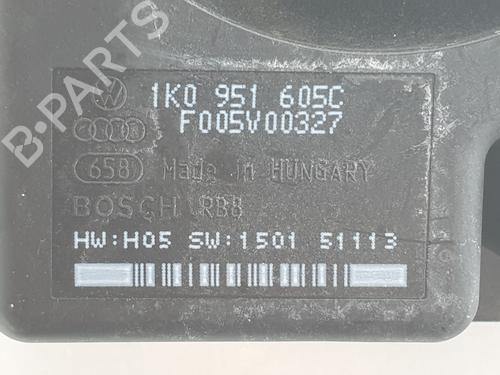 1K0 951 605C
F005V00327
658 Made in HUNGARY
BOSCH RB8
HW:H05 SW:1501 51113
B-PARTS